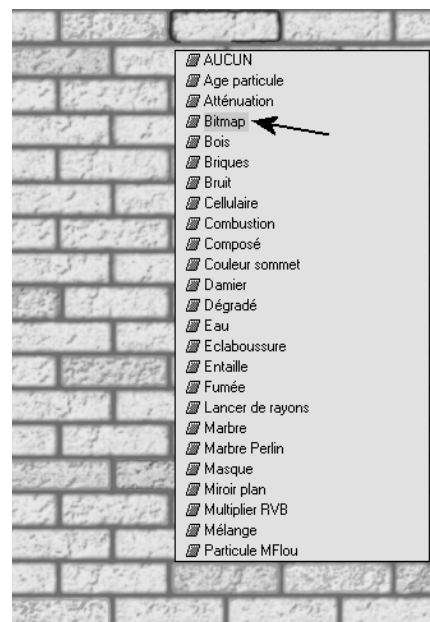 AUCUN
Age particule
Atténuation
Bitmap
Bois
Briques
Bruit
Cellulaire
Combustion
Composé
Couleur sommet
Damier
Dégradé
Eau
Eclaboussure
Entaille
Fumée
Lancer de rayons
Marbre
Marbre Perlin
Masque
Miroir plan
Multiplier RVB
Mélange
Particule MFlou